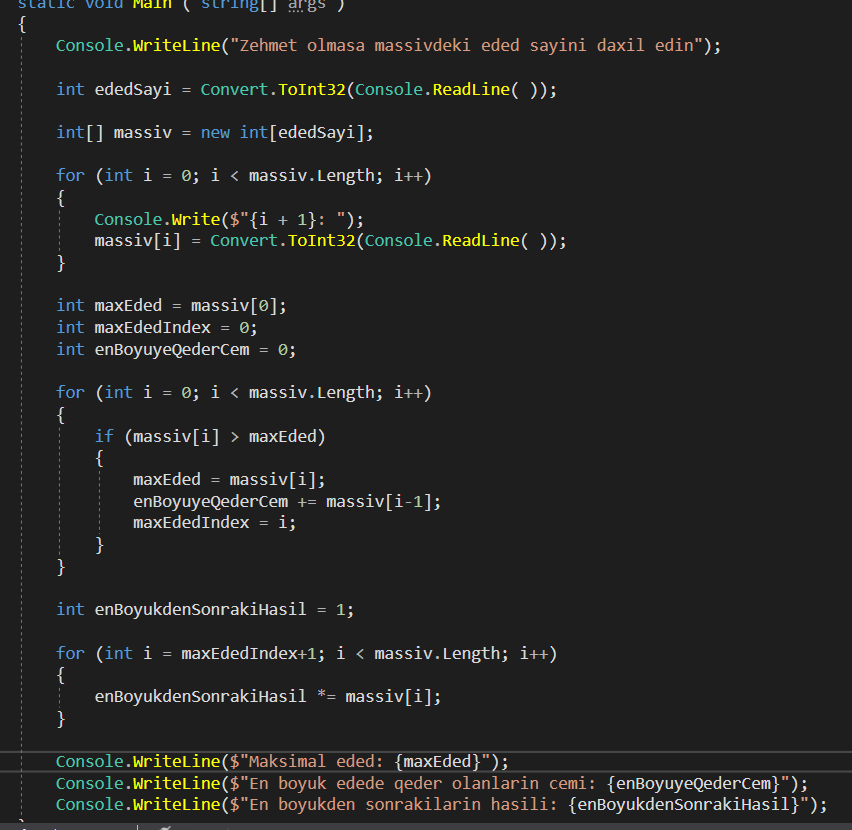 static void Main ( string[] args )
{
Console.WriteLine("Zehmet olmasa massivdeki eded sayini daxil edin");
int ededSayi = Convert.ToInt32(Console.ReadLine( ));
int[] massiv = new int[ededSayi];
for (int i = 0; i < massiv.Length; i++)
{
Console.Write($"{i + 1}: ");
massiv[i] = Convert.ToInt32(Console.ReadLine( ));
}
int maxEded = massiv[0];
int maxEdedIndex = 0;
int enBoyuyeQederCem = 0;
for (int i = 0; i < massiv.Length; i++)
{
if (massiv[i] > maxEded)
{
maxEded = massiv[i];
enBoyuyeQederCem += massiv[i-1];
maxEdedIndex = i;
}
}
int enBoyukdenSonrakiHasil = 1;
for (int i = maxEdedIndex+1; i < massiv.Length; i++)
{
enBoyukdenSonrakiHasil *= massiv[i];
}
Console.WriteLine($"Maksimal eded: {maxEded}");
Console.WriteLine($"En boyuk edede qeder olanlarin cemi: {enBoyuyeQederCem}");
Console.WriteLine($"En boyukden sonrakilarin hasili: {enBoyukdenSonrakiHasil}");